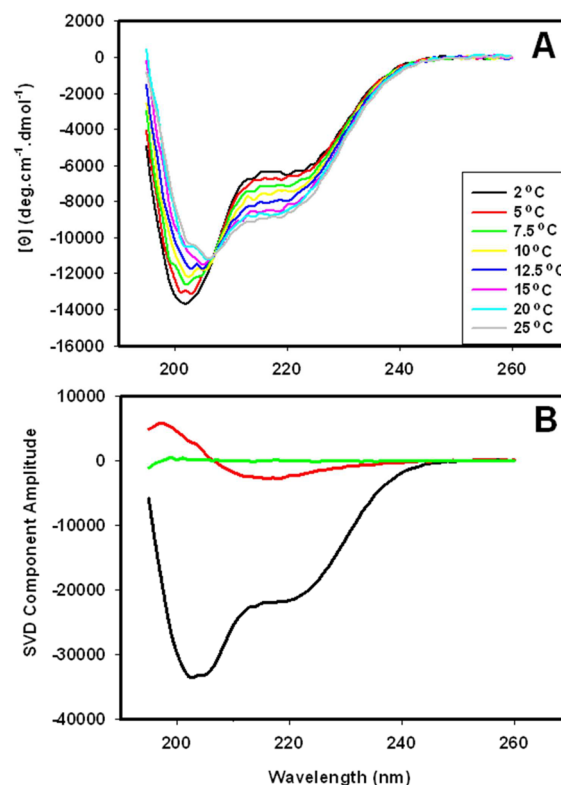 A
2000
0
-2000
-4000
-6000
-8000
-10000
-12000
-14000
-16000
[θ] (deg.cm⁻¹.dmol⁻¹)
2 ºC
5 ºC
7.5 ºC
10 ºC
12.5 ºC
15 ºC
20 ºC
25 ºC
200 220 240 260
B
10000
0
-10000
-20000
-30000
-40000
SVD Component Amplitude
200 220 240 260
Wavelength (nm)